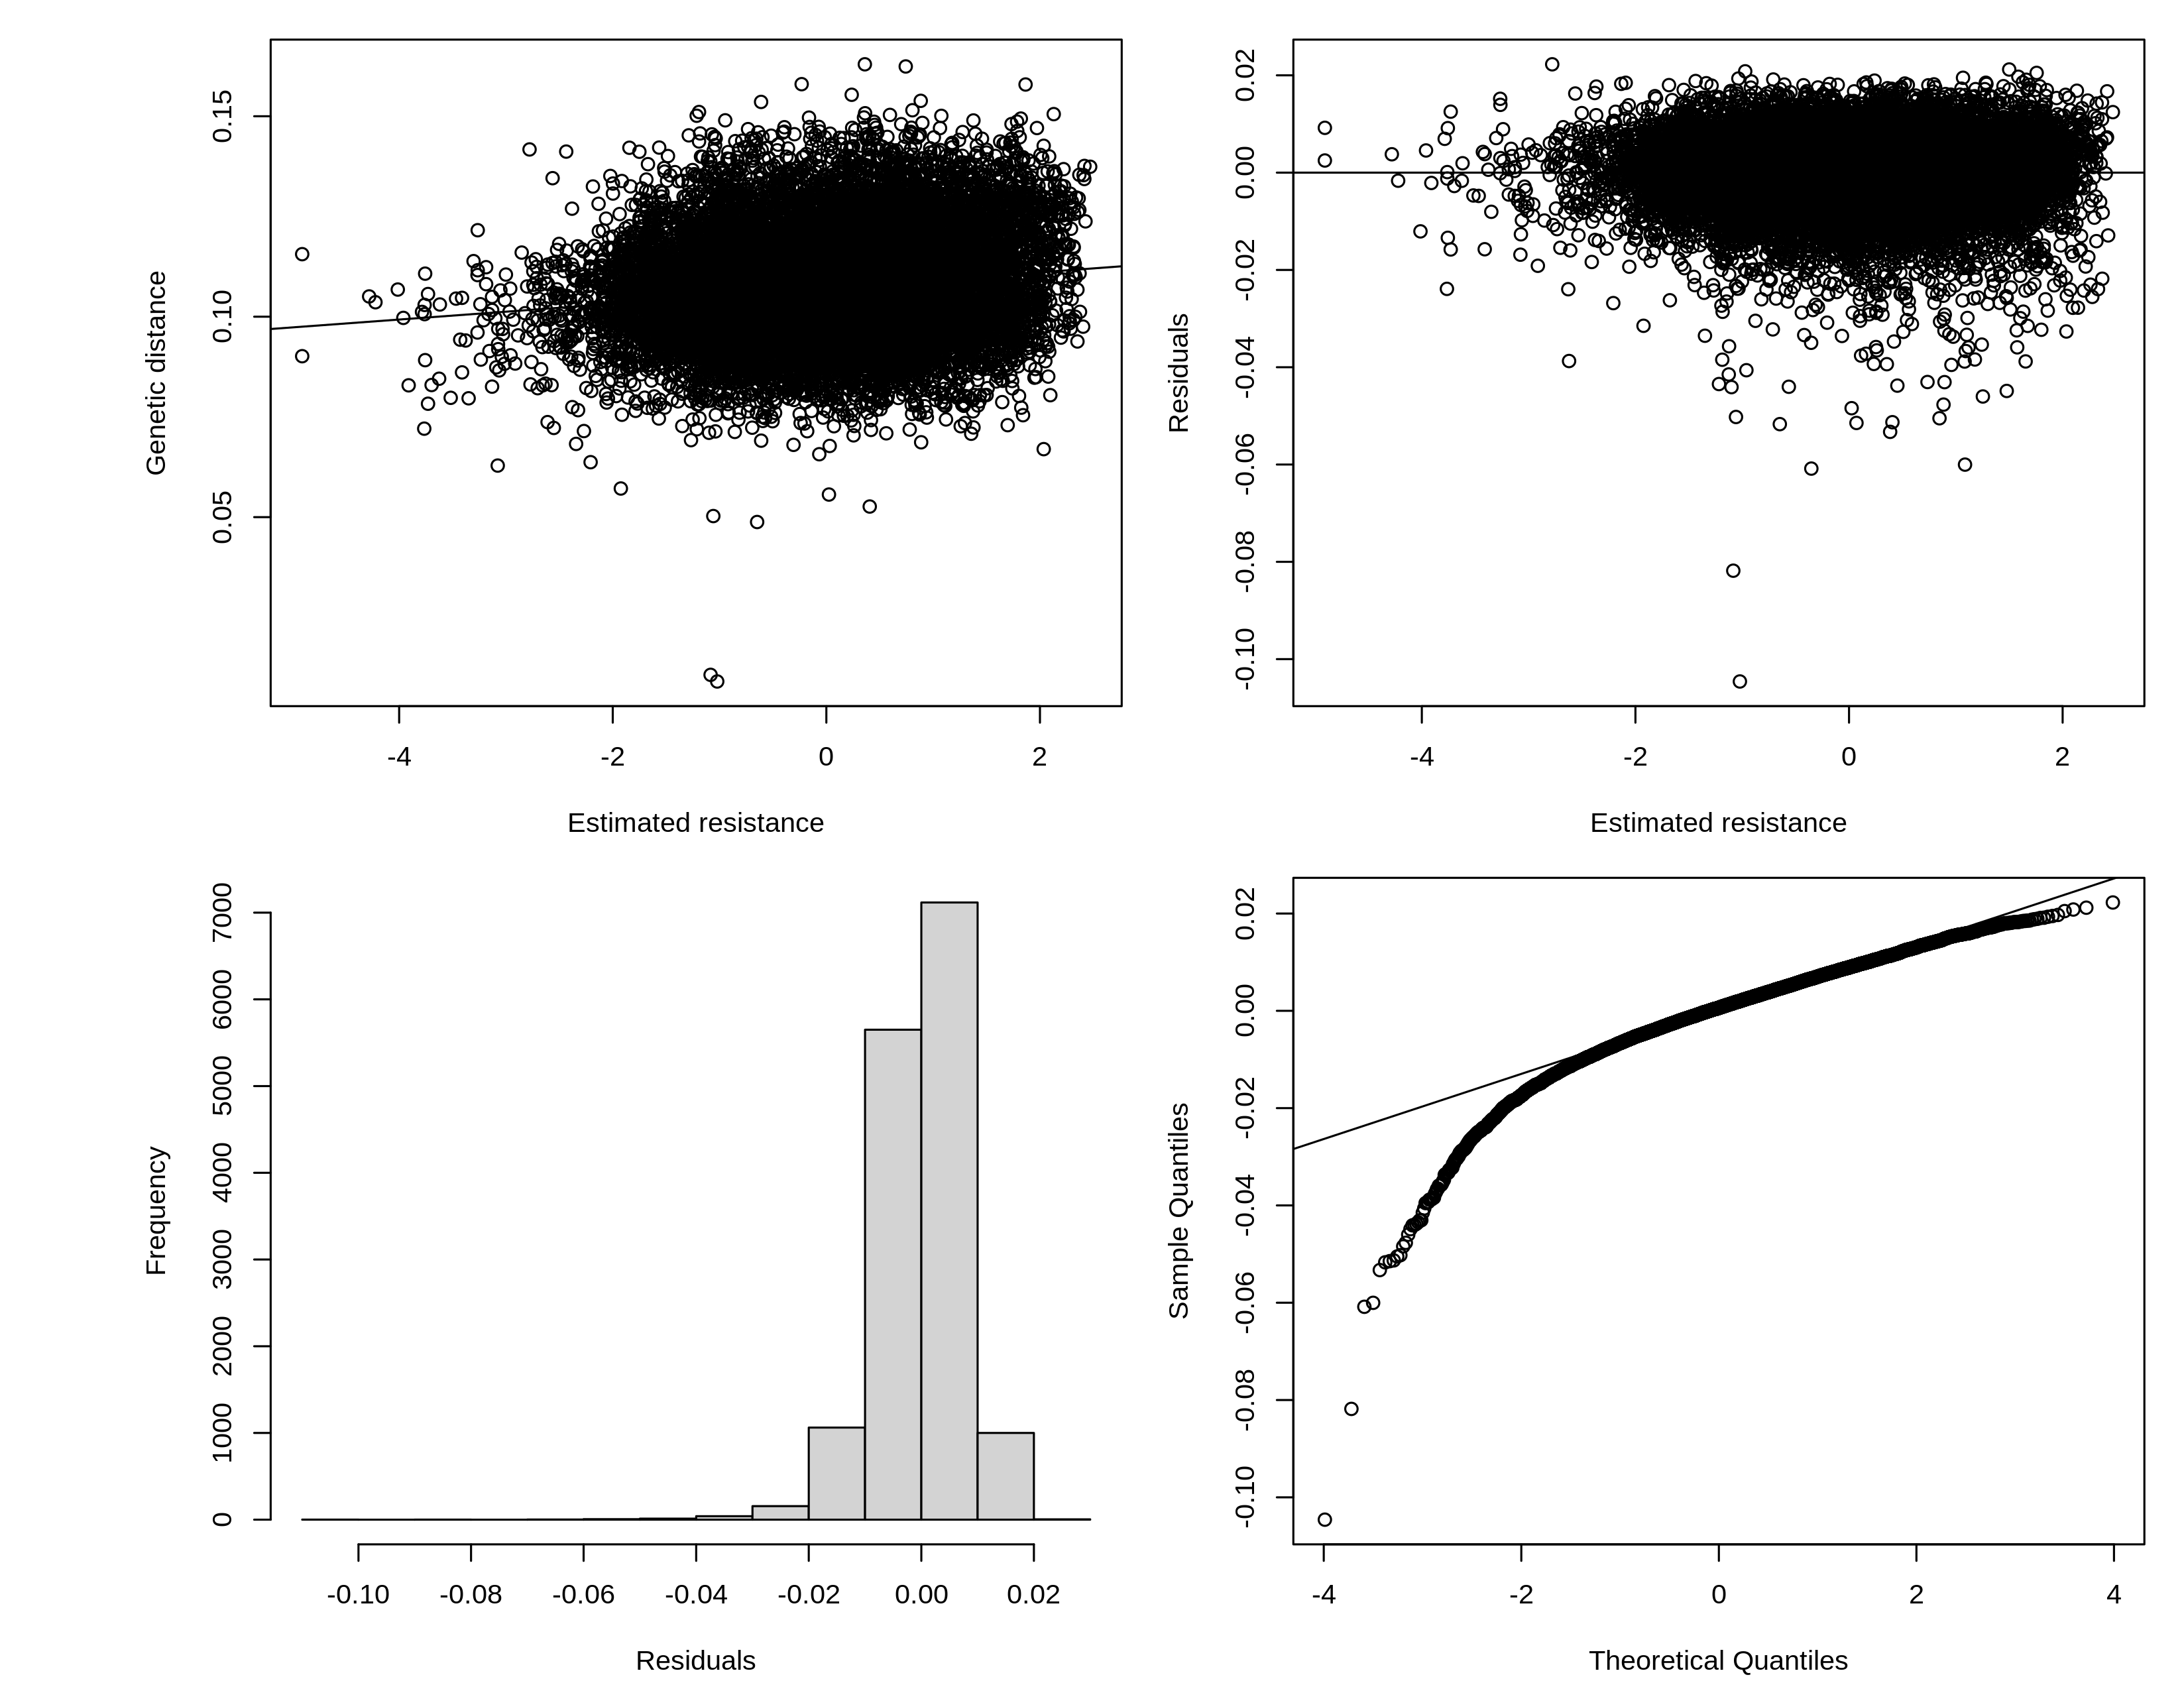 0.15
0.10
0.05
Genetic distance
-4 -2 0 2
Estimated resistance
0.02
0.00
-0.02
-0.04
-0.06
-0.08
-0.10
Residuals
-4 -2 0 2
Estimated resistance
7000
6000
5000
4000
3000
2000
1000
0
Frequency
-0.10 -0.08 -0.06 -0.04 -0.02 0.00 0.02
Residuals
0.02
0.00
-0.02
-0.04
-0.06
-0.08
-0.10
Sample Quantiles
-4 -2 0 2 4
Theoretical Quantiles